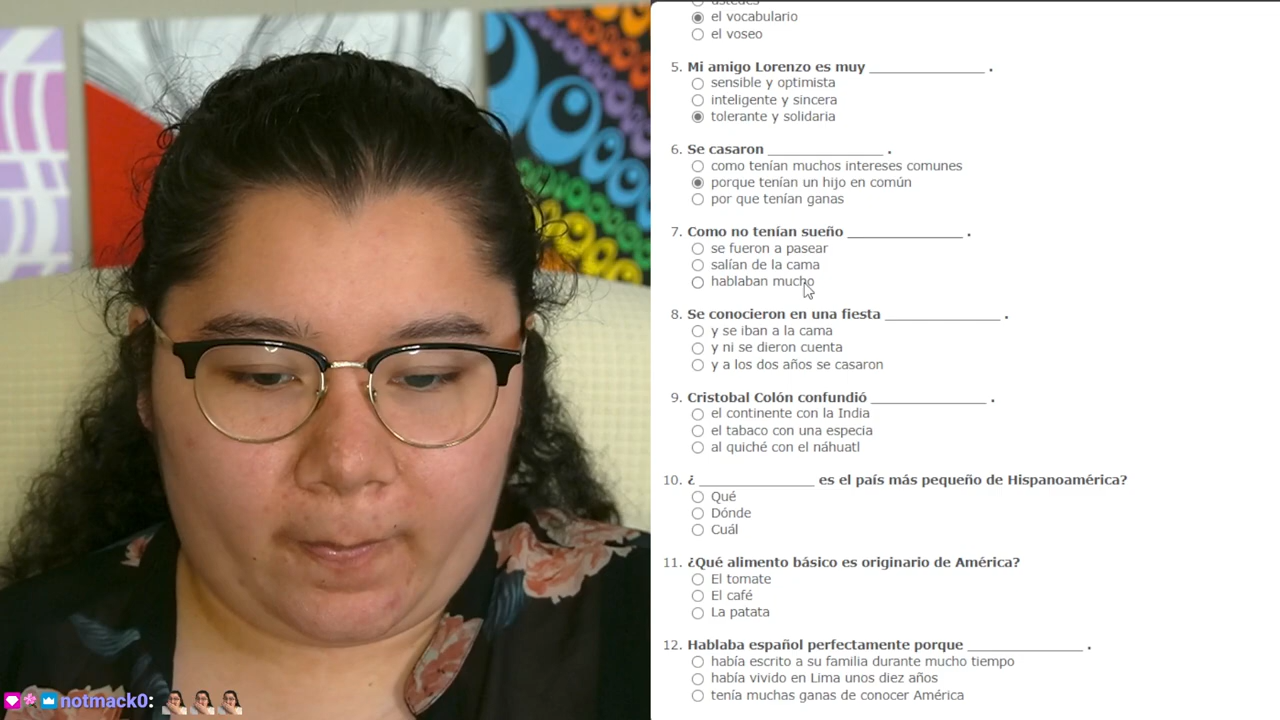 ustedes
el vocabulario
el voseo
5. Mi amigo Lorenzo es muy _______________ .
sensible y optimista
inteligente y sincera
tolerante y solidaria
6. Se casaron _______________ .
como tenían muchos intereses comunes
porque tenían un hijo en común
por que tenían ganas
7. Como no tenían sueño _______________ .
se fueron a pasear
salían de la cama
hablaban mucho
8. Se conocieron en una fiesta _______________ .
y se iban a la cama
y ni se dieron cuenta
y a los dos años se casaron
9. Cristobal Colón confundió _______________ .
el continente con la India
el tabaco con una especia
al quiché con el náhuatl
10. ¿ _______________ es el país más pequeño de Hispanoamérica?
Qué
Dónde
Cuál
11. ¿Qué alimento básico es originario de América?
El tomate
El café
La patata
12. Hablaba español perfectamente porque _______________ .
había escrito a su familia durante mucho tiempo
había vivido en Lima unos diez años
tenía muchas ganas de conocer América
notmack0: